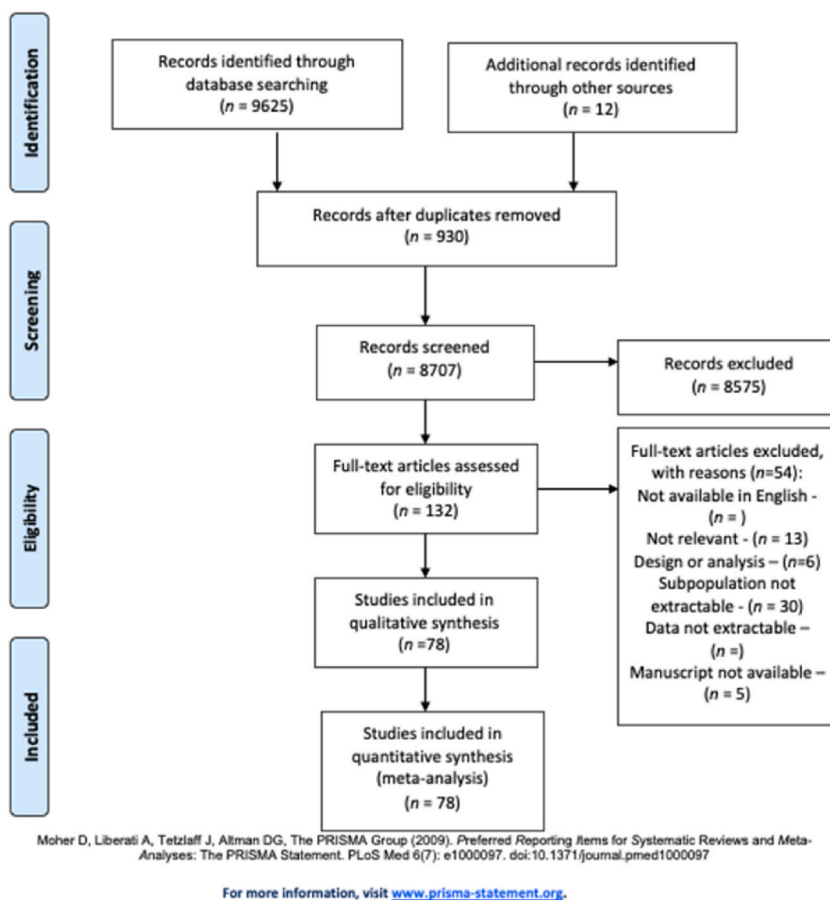 Identification
Records identified through
database searching
(n = 9625)
Additional records identified
through other sources
(n = 12)
Records after duplicates removed
(n = 930)
Screening
Records screened
(n = 8707)
Records excluded
(n = 8575)
Eligibility
Full-text articles assessed
for eligibility
(n = 132)
Full-text articles excluded,
with reasons (n=54):
Not available in English -
(n = )
Not relevant - (n = 13)
Design or analysis – (n=6)
Subpopulation not
extractable - (n = 30)
Data not extractable –
(n =)
Manuscript not available –
(n = 5)
Studies included in
qualitative synthesis
(n =78)
Included
Studies included in
quantitative synthesis
(meta-analysis)
(n = 78)
Moher D, Liberati A, Tetzlaff J, Altman DG, The PRISMA Group (2009). Preferred Reporting Items for Systematic Reviews and Meta-
Analyses: The PRISMA Statement. PLoS Med 6(7): e1000097. doi:10.1371/journal.pmed1000097
For more information, visit www.prisma-statement.org.